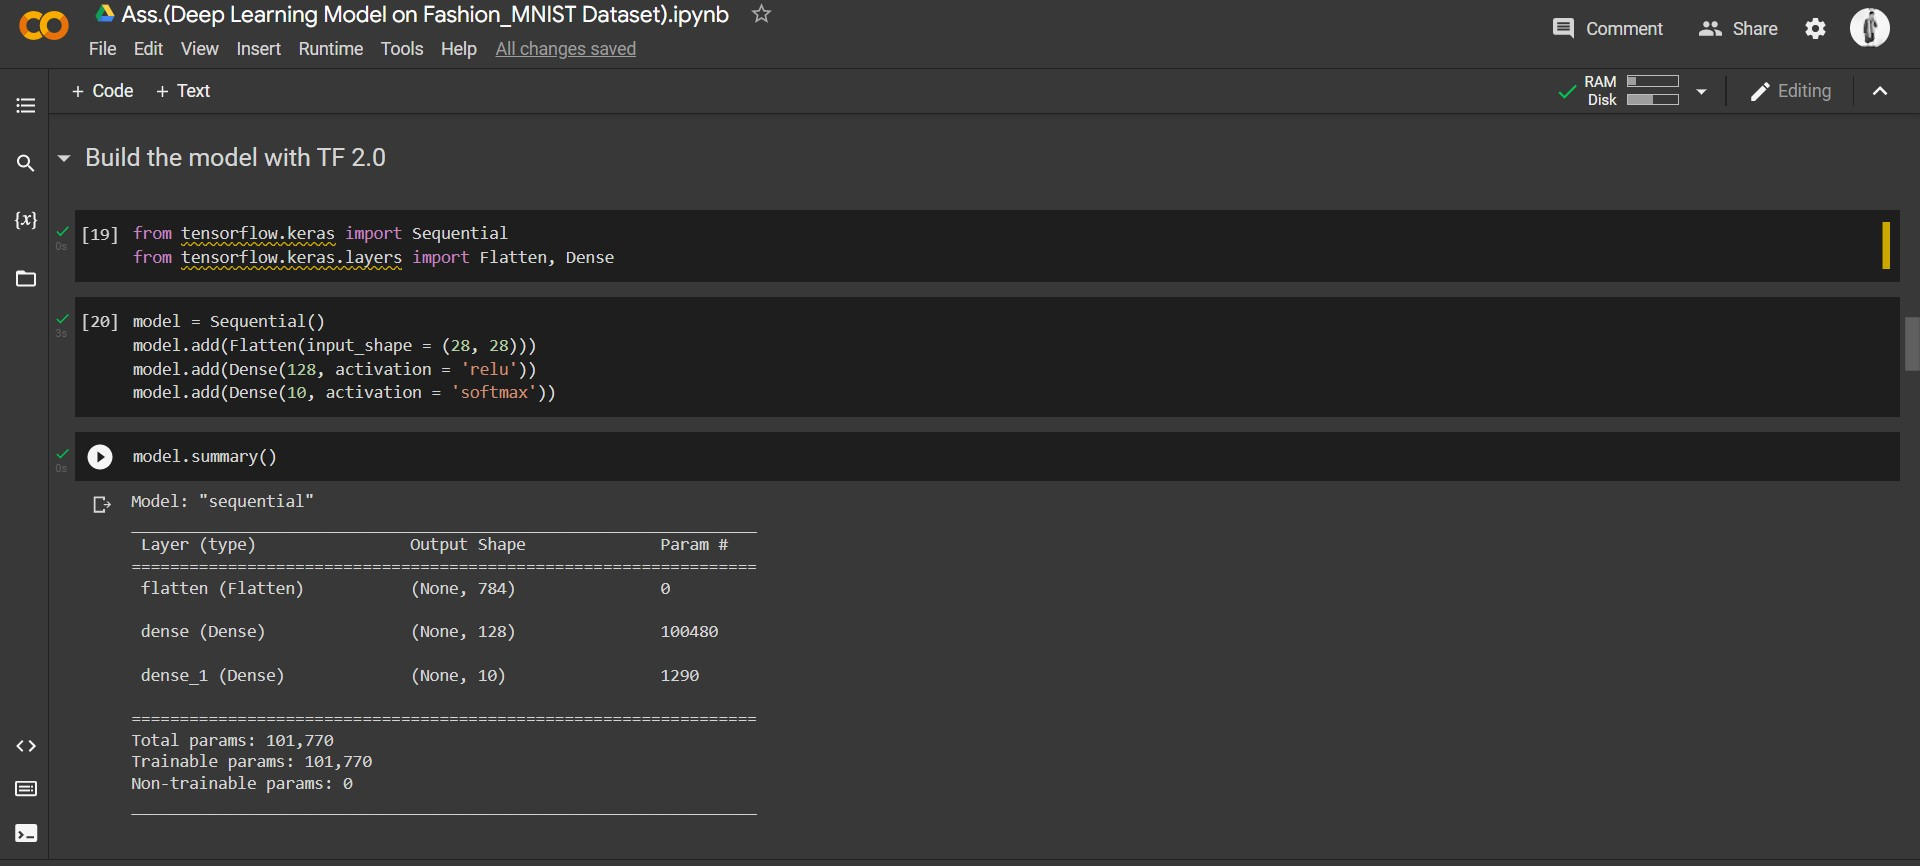 Ass.(Deep Learning Model on Fashion_MNIST Dataset).ipynb
File Edit View Insert Runtime Tools Help All changes saved
Comment Share
+ Code + Text
RAM
Disk
Editing
Build the model with TF 2.0
{x}
0s
[19] from tensorflow.keras import Sequential
from tensorflow.keras.layers import Flatten, Dense
3s
[20] model = Sequential()
model.add(Flatten(input_shape = (28, 28)))
model.add(Dense(128, activation = 'relu'))
model.add(Dense(10, activation = 'softmax'))
0s
model.summary()
Model: "sequential"
_________________________________________________________________
Layer (type) Output Shape Param #
=================================================================
flatten (Flatten) (None, 784) 0
dense (Dense) (None, 128) 100480
dense_1 (Dense) (None, 10) 1290
=================================================================
Total params: 101,770
Trainable params: 101,770
Non-trainable params: 0
_________________________________________________________________